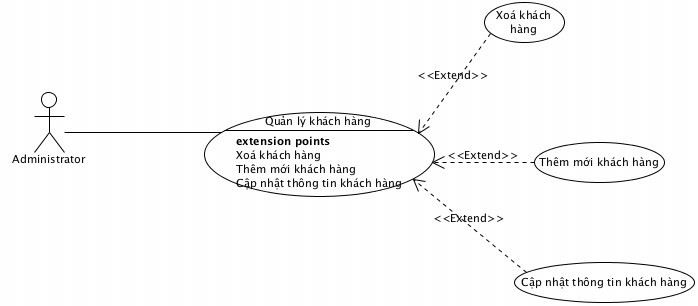 Xoá khách
hàng
<<Extend>>
Quản lý khách hàng
extension points
Xoá khách hàng
Thêm mới khách hàng
Cập nhật thông tin khách hàng
Administrator
<<Extend>>
Thêm mới khách hàng
<<Extend>>
Cập nhật thông tin khách hàng